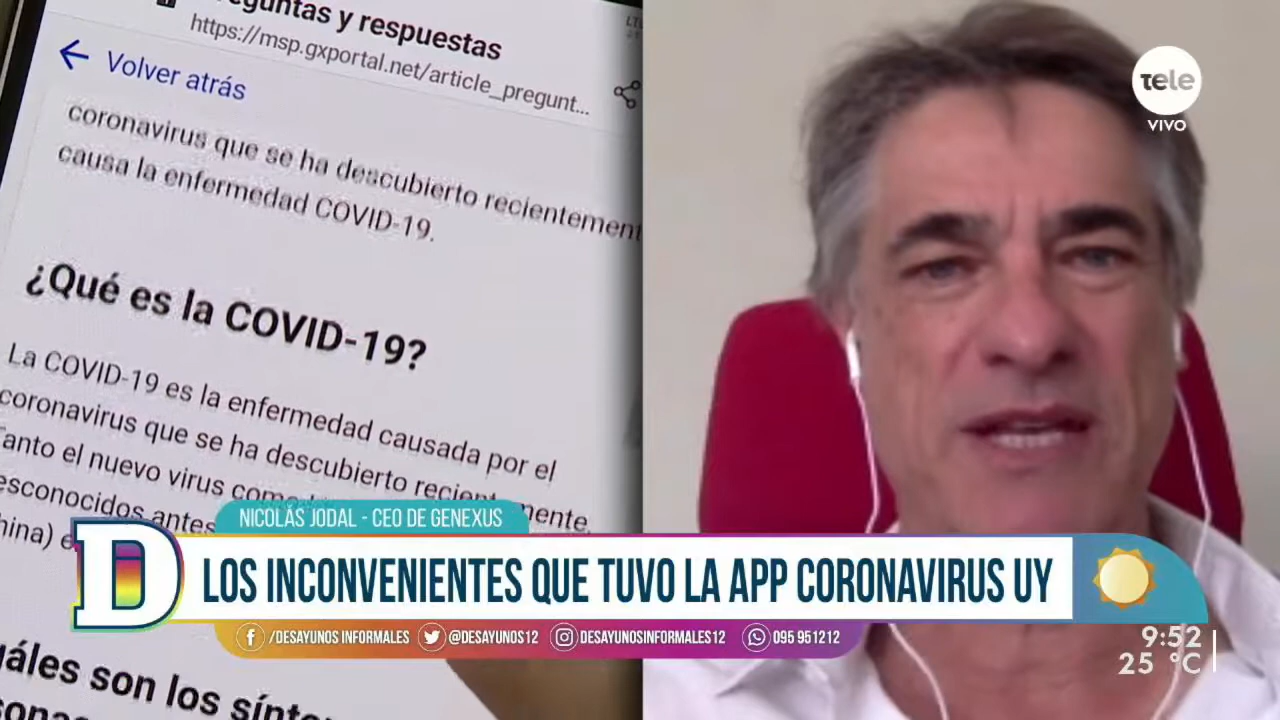 preguntas y respuestas
https://msp.gxportal.net/article_pregunt...
Volver atrás
coronavirus que se ha descubierto recientement
causa la enfermedad COVID-19.
¿Qué es la COVID-19?
La COVID-19 es la enfermedad causada por el
coronavirus que se ha descubierto recientemente.
Tanto el nuevo virus como
esconocidos antes
hina) e
uáles son los sínto
sona
tele
VIVO
NICOLÁS JODAL - CEO DE GENEXUS
D LOS INCONVENIENTES QUE TUVO LA APP CORONAVIRUS UY
/DESAYUNOS INFORMALES @DESAYUNOS12 DESAYUNOSINFORMALES12 095 951212
9:52
25 °C